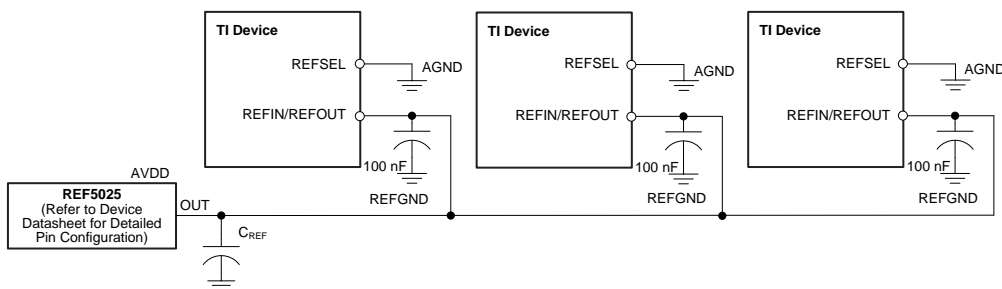 TI Device
REFSEL
AGND
REFIN/REFOUT
100 nF
REFGND
TI Device
REFSEL
AGND
REFIN/REFOUT
100 nF
REFGND
TI Device
REFSEL
AGND
REFIN/REFOUT
100 nF
REFGND
AVDD
REF5025
(Refer to Device
Datasheet for Detailed
Pin Configuration)
OUT
CREF